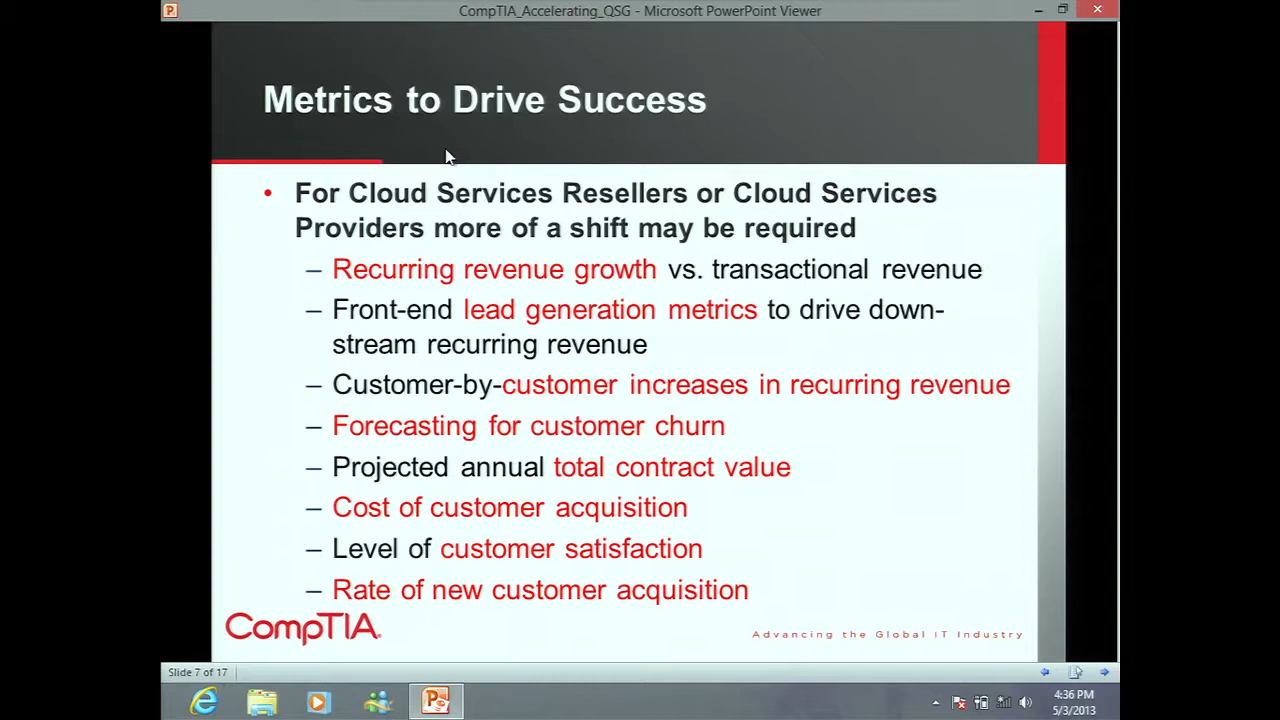 CompTIA_Accelerating_QSG - Microsoft PowerPoint Viewer
Metrics to Drive Success
• For Cloud Services Resellers or Cloud Services
Providers more of a shift may be required
– Recurring revenue growth vs. transactional revenue
– Front-end lead generation metrics to drive down-
stream recurring revenue
– Customer-by-customer increases in recurring revenue
– Forecasting for customer churn
– Projected annual total contract value
– Cost of customer acquisition
– Level of customer satisfaction
– Rate of new customer acquisition
CompTIA.
Advancing the Global IT Industry
Slide 7 of 17
4:36 PM
5/3/2013